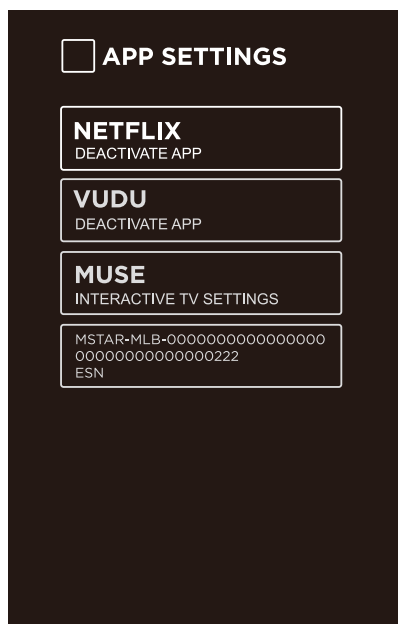 APP SETTINGS
NETFLIX
DEACTIVATE APP
VUDU
DEACTIVATE APP
MUSE
INTERACTIVE TV SETTINGS
MSTAR-MLB-0000000000000000
00000000000000222
ESN